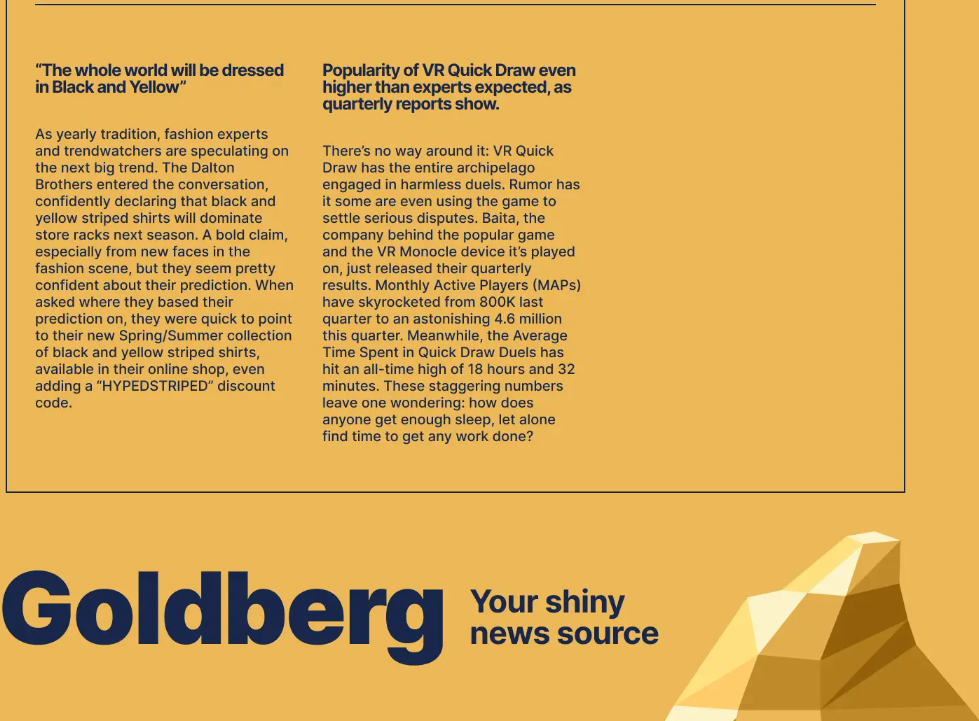 “The whole world will be dressed
in Black and Yellow”
As yearly tradition, fashion experts
and trendwatchers are speculating on
the next big trend. The Dalton
Brothers entered the conversation,
confidently declaring that black and
yellow striped shirts will dominate
store racks next season. A bold claim,
especially from new faces in the
fashion scene, but they seem pretty
confident about their prediction. When
asked where they based their
prediction on, they were quick to point
to their new Spring/Summer collection
of black and yellow striped shirts,
available in their online shop, even
adding a “HYPEDSTRIPED” discount
code.
Popularity of VR Quick Draw even
higher than experts expected, as
quarterly reports show.
There’s no way around it: VR Quick
Draw has the entire archipelago
engaged in harmless duels. Rumor has
it some are even using the game to
settle serious disputes. Baita, the
company behind the popular game
and the VR Monocle device it’s played
on, just released their quarterly
results. Monthly Active Players (MAPs)
have skyrocketed from 800K last
quarter to an astonishing 4.6 million
this quarter. Meanwhile, the Average
Time Spent in Quick Draw Duels has
hit an all-time high of 18 hours and 32
minutes. These staggering numbers
leave one wondering: how does
anyone get enough sleep, let alone
find time to get any work done?
Goldberg
Your shiny
news source